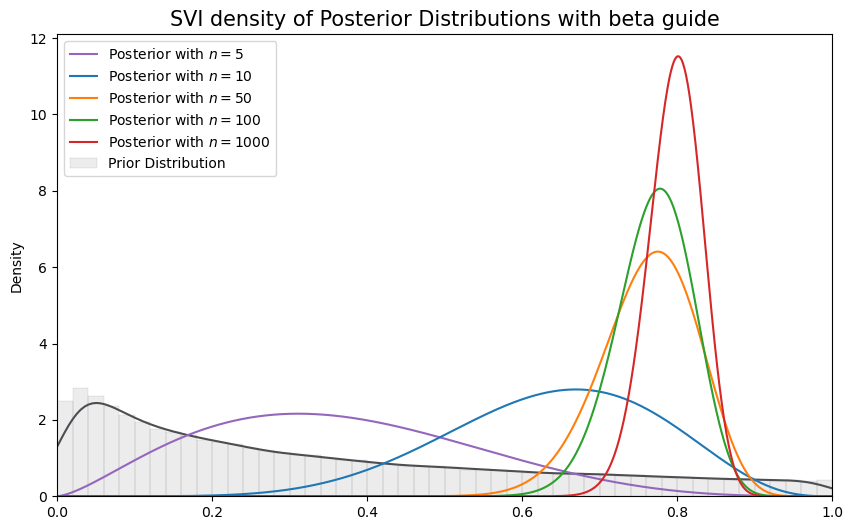 SVI density of Posterior Distributions with beta guide
Posterior with n = 5
Posterior with n = 10
Posterior with n = 50
Posterior with n = 100
Posterior with n = 1000
Prior Distribution
Density
12
10
8
6
4
2
0
0.0 0.2 0.4 0.6 0.8 1.0